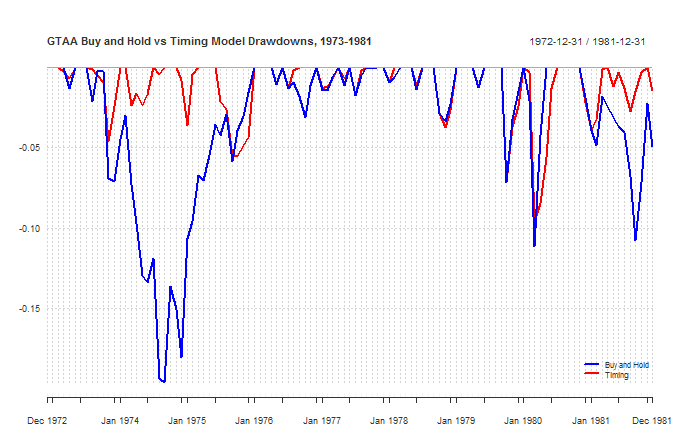 GTAA Buy and Hold vs Timing Model Drawdowns, 1973-1981
1972-12-31 / 1981-12-31
-0.05
-0.10
-0.15
Buy and Hold
Timing
Dec 1972 Jan 1974 Jan 1975 Jan 1976 Jan 1977 Jan 1978 Jan 1979 Jan 1980 Jan 1981 Dec 1981